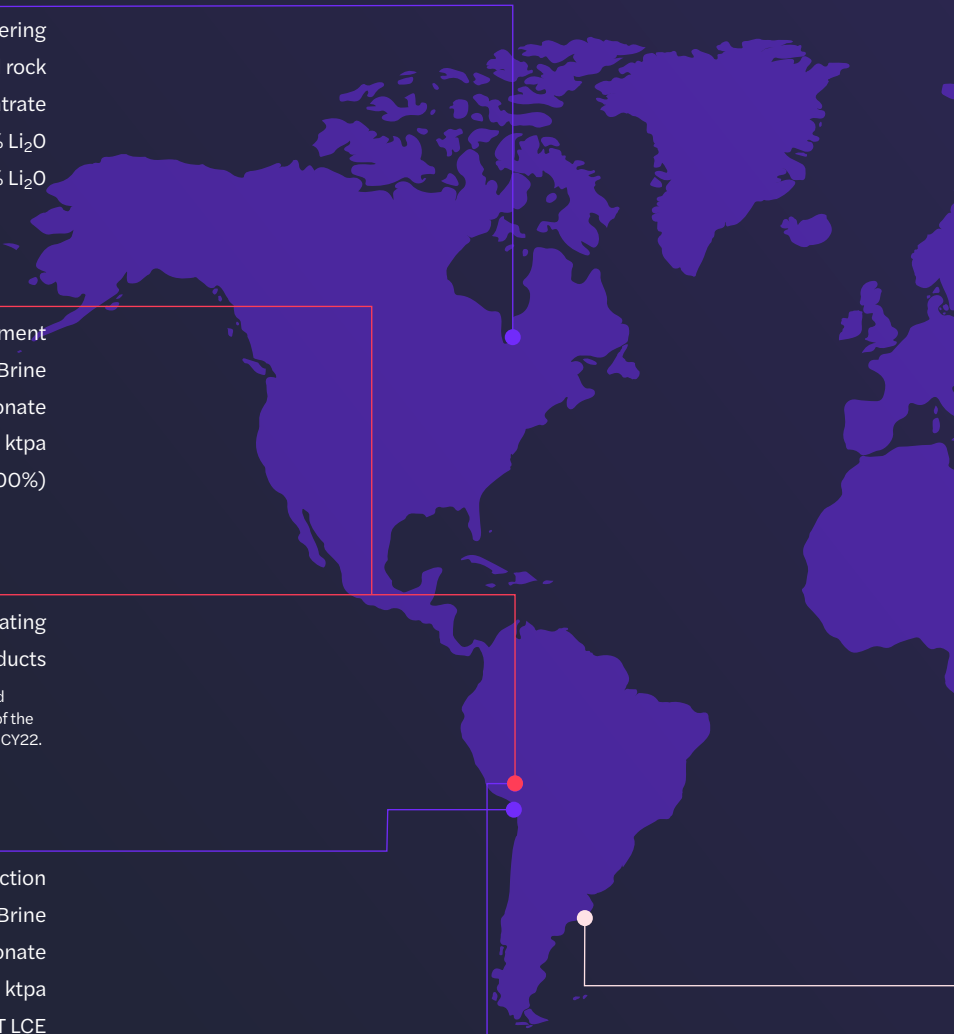 ering
rock
trate
% Li₂O
% Li₂O
ment
Brine
onate
ktpa
00%)
ating
ducts
d
of the
CY22.
ction
Brine
onate
ktpa
T LCE